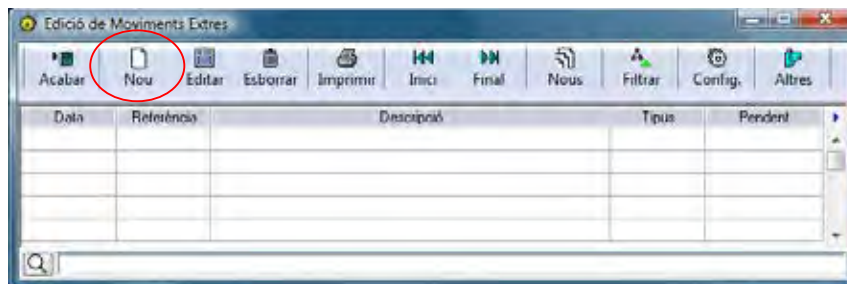 Edició de Moviments Extres
Acabar Nou Editar Esborrar Imprimir Inici Final Nous Filtrar Config. Altres
Data Referència Descripció Tipus Pendent